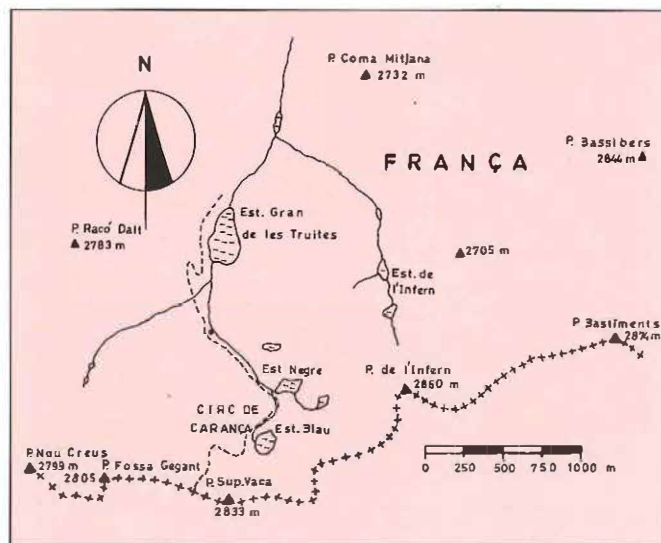 P. Coma Mitjana
2732 m
N
P. Bassibers
2844 m
FRANÇA
Est. Gran
de les Truites
P. Racó Dalt
2783 m
2705 m
Est. de
l'Infern
P. Bastiments
2874 m
P. de l'Infern
2860 m
Est Negre
CIRC DE
CARANÇA
Est. Blau
P. Nou Creus
2799 m
P. Fossa Gegant
2805
P. Sup. Vaca
2833 m
0 250 500 750 1000 m